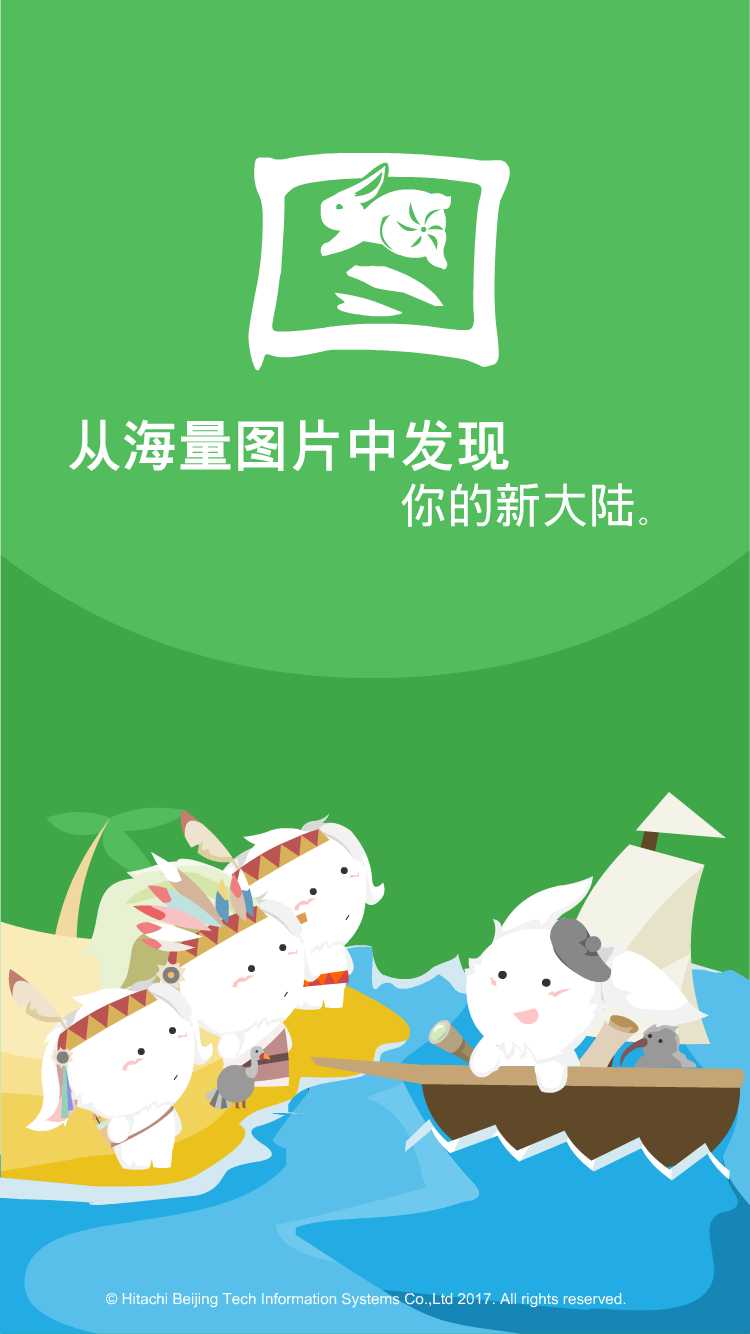 从海量图片中发现
你的新大陆。
© Hitachi Beijing Tech Information Systems Co.,Ltd 2017. All rights reserved.